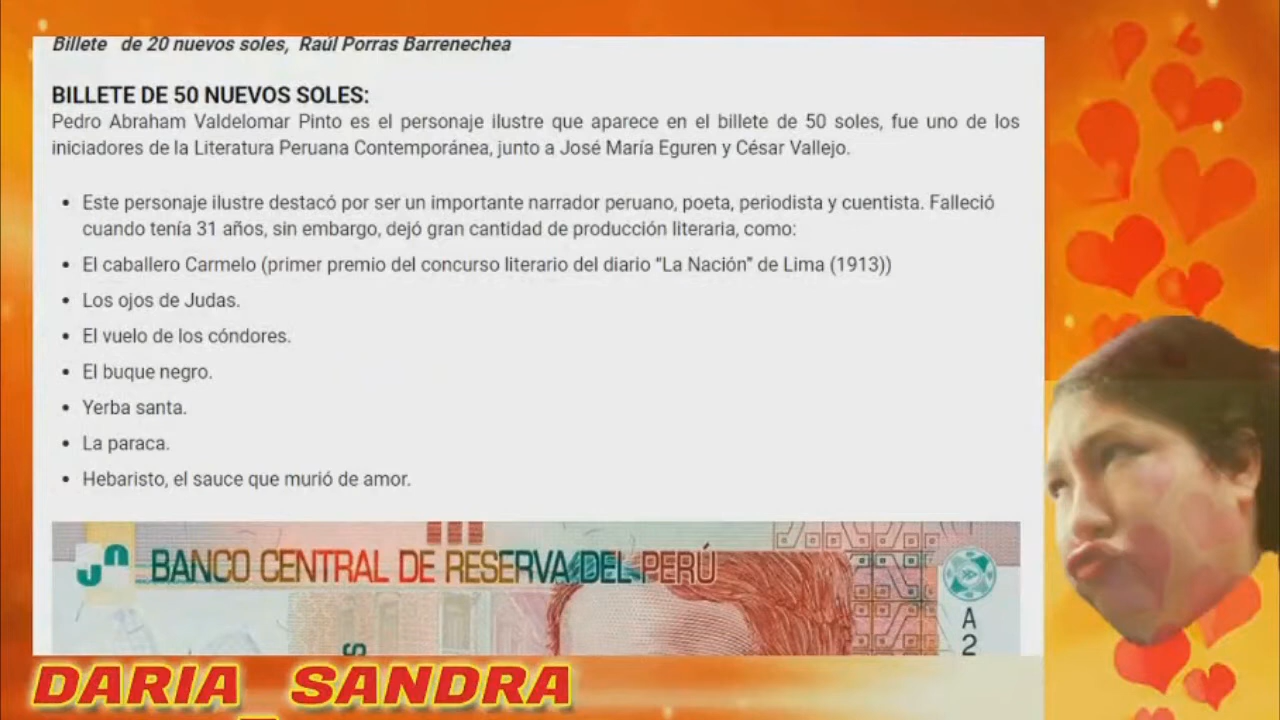 Billete de 20 nuevos soles, Raúl Porras Barrenechea
BILLETE DE 50 NUEVOS SOLES:
Pedro Abraham Valdelomar Pinto es el personaje ilustre que aparece en el billete de 50 soles, fue uno de los
iniciadores de la Literatura Peruana Contemporánea, junto a José María Eguren y César Vallejo.
• Este personaje ilustre destacó por ser un importante narrador peruano, poeta, periodista y cuentista. Falleció
cuando tenía 31 años, sin embargo, dejó gran cantidad de producción literaria, como:
• El caballero Carmelo (primer premio del concurso literario del diario “La Nación” de Lima (1913))
• Los ojos de Judas.
• El vuelo de los cóndores.
• El buque negro.
• Yerba santa.
• La paraca.
• Hebaristo, el sauce que murió de amor.
BANCO CENTRAL DE RESERVA DEL PERÚ
A
2
DARIA SANDRA